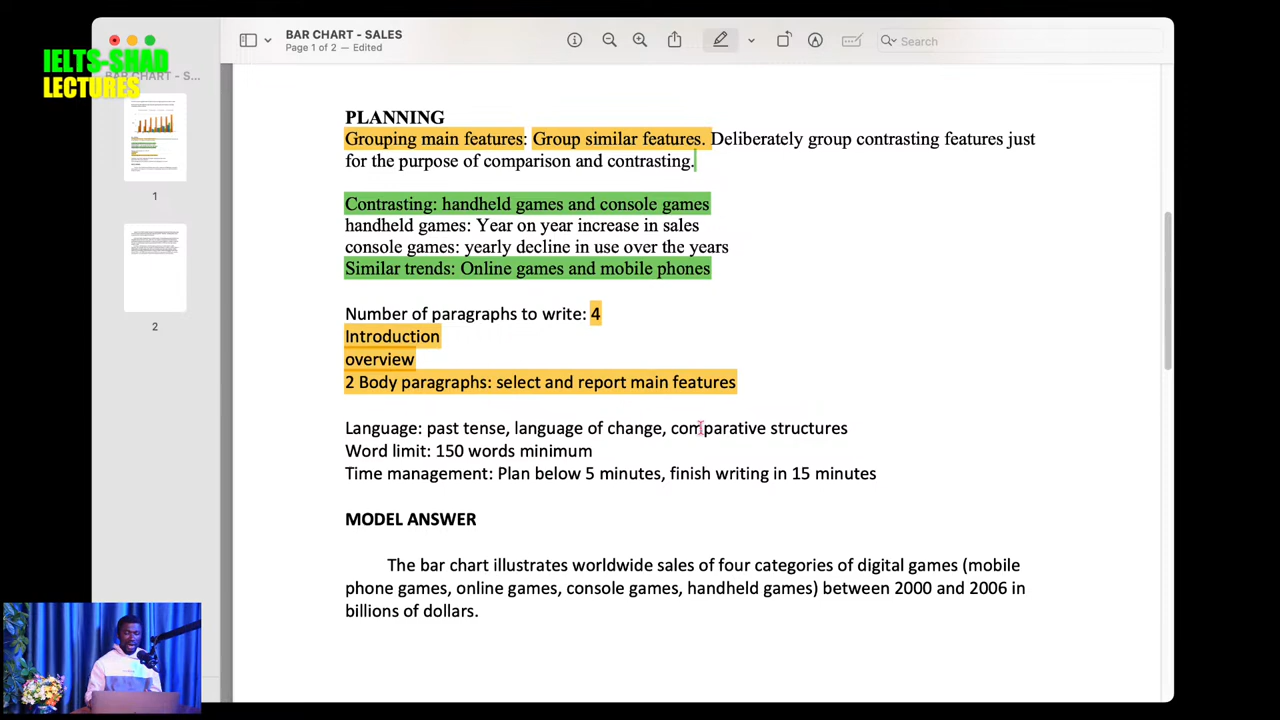 BAR CHART - SALES
Page 1 of 2 — Edited
Search
IELTS-SHAD
LECTURES
BAR CHART - S...
1
2
PLANNING
Grouping main features: Group similar features. Deliberately group contrasting features just
for the purpose of comparison and contrasting.
Contrasting: handheld games and console games
handheld games: Year on year increase in sales
console games: yearly decline in use over the years
Similar trends: Online games and mobile phones
Number of paragraphs to write: 4
Introduction
overview
2 Body paragraphs: select and report main features
Language: past tense, language of change, comparative structures
Word limit: 150 words minimum
Time management: Plan below 5 minutes, finish writing in 15 minutes
MODEL ANSWER
The bar chart illustrates worldwide sales of four categories of digital games (mobile
phone games, online games, console games, handheld games) between 2000 and 2006 in
billions of dollars.